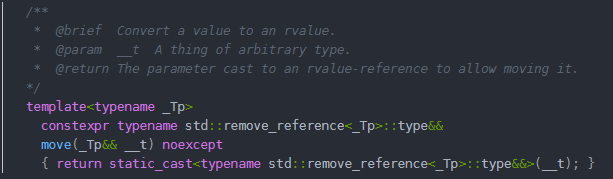 /**
*  @brief  Convert a value to an rvalue.
*  @param  __t  A thing of arbitrary type.
*  @return The parameter cast to an rvalue-reference to allow moving it.
*/
template<typename _Tp>
constexpr typename std::remove_reference<_Tp>::type&&
move(_Tp&& __t) noexcept
{ return static_cast<typename std::remove_reference<_Tp>::type&&>(__t); }